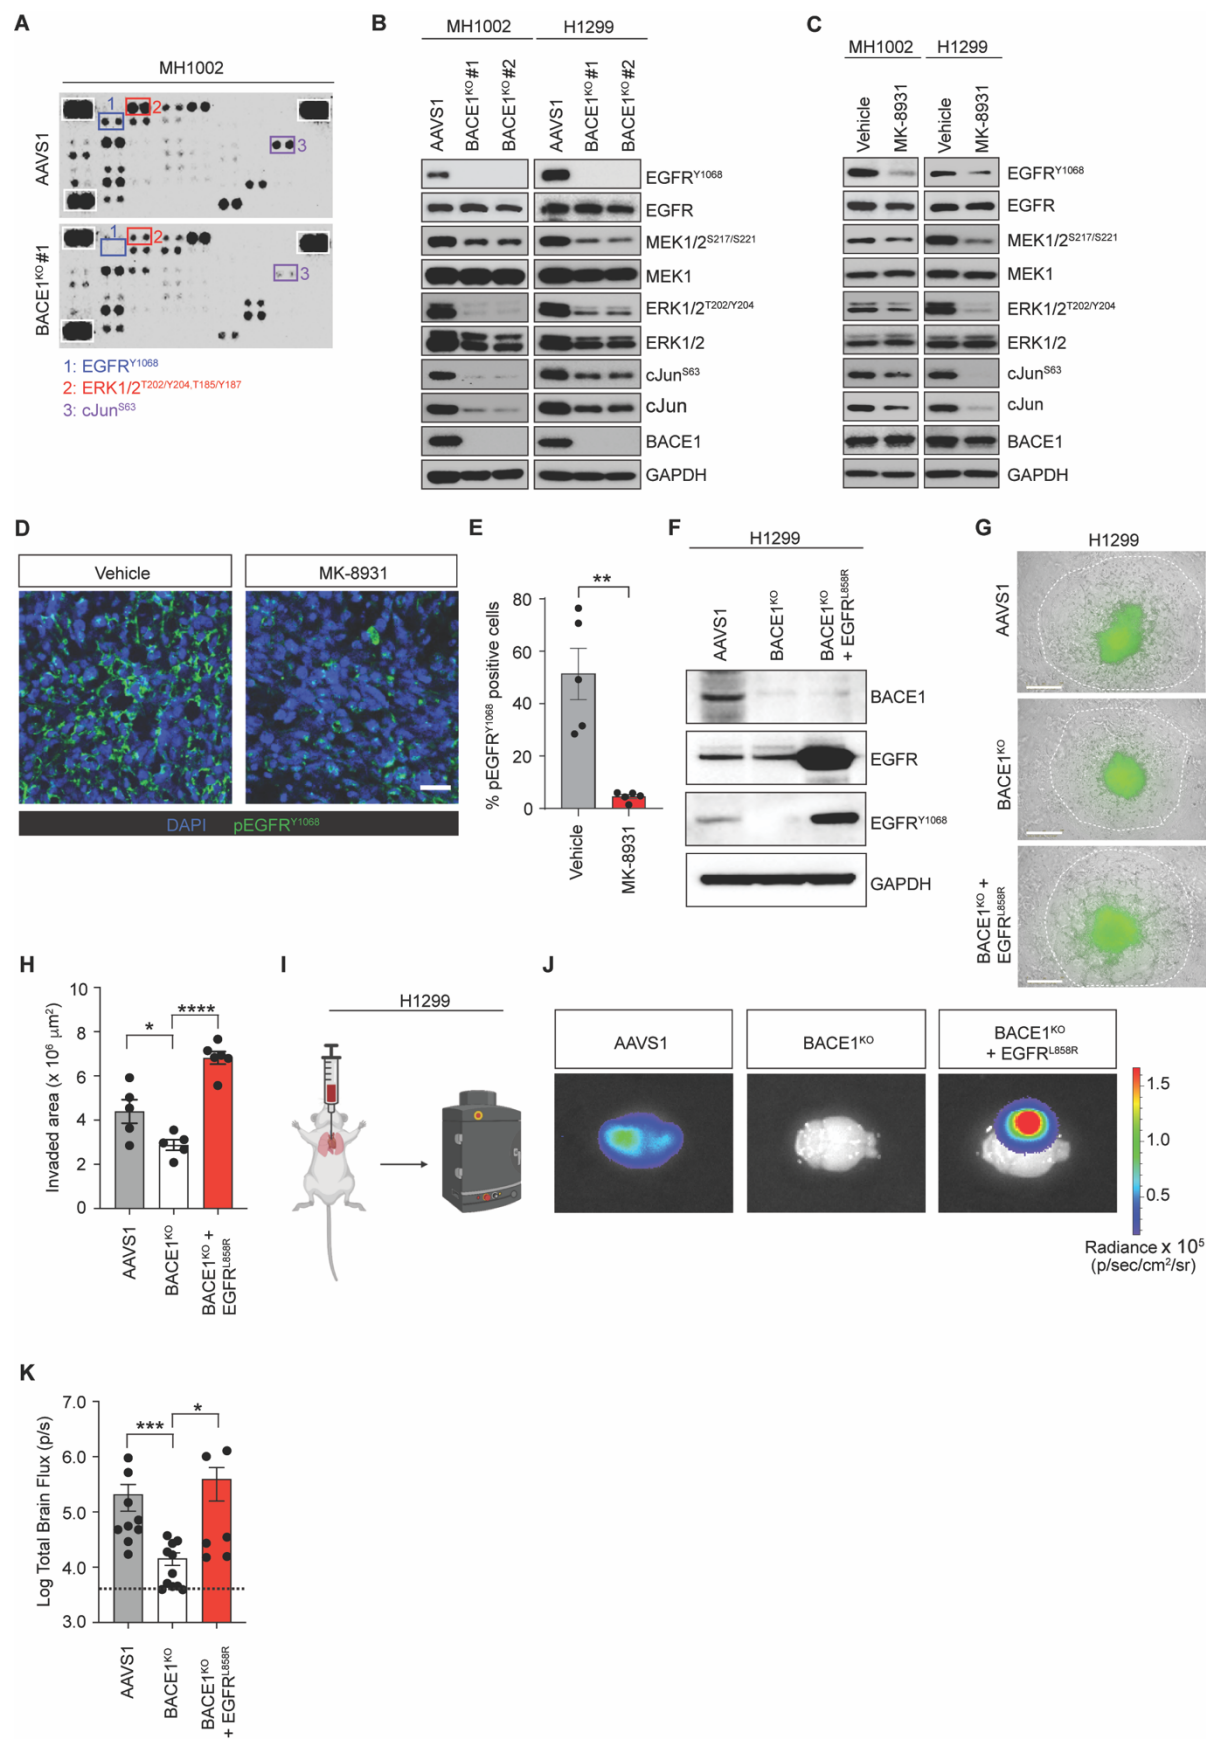 A
MH1002
AAVS1
1
2
3
BACE1KO#1
1
2
3
1: EGFRY1068
2: ERK1/2T202/Y204,T185/Y187
3: cJunS63
B
MH1002
H1299
AAVS1
BACE1KO#1
BACE1KO#2
AAVS1
BACE1KO#1
BACE1KO#2
EGFRY1068
EGFR
MEK1/2S217/S221
MEK1
ERK1/2T202/Y204
ERK1/2
cJunS63
cJun
BACE1
GAPDH
C
MH1002
H1299
Vehicle
MK-8931
Vehicle
MK-8931
EGFRY1068
EGFR
MEK1/2S217/S221
MEK1
ERK1/2T202/Y204
ERK1/2
cJunS63
cJun
BACE1
GAPDH
D
Vehicle
MK-8931
DAPI pEGFRY1068
E
% pEGFRY1068 positive cells
80
60
40
20
0
**
Vehicle
MK-8931
F
H1299
AAVS1
BACE1KO
BACE1KO
+ EGFRL858R
BACE1
EGFR
EGFRY1068
GAPDH
G
H1299
AAVS1
BACE1KO
BACE1KO +
EGFRL858R
H
Invaded area (x 106 µm2)
10
8
6
4
2
0
*
****
AAVS1
BACE1KO
BACE1KO +
EGFRL858R
I
H1299
J
AAVS1
BACE1KO
BACE1KO
+ EGFRL858R
1.5
1.0
0.5
Radiance x 105
(p/sec/cm2/sr)
K
Log Total Brain Flux (p/s)
7.0
6.0
5.0
4.0
3.0
***
*
AAVS1
BACE1KO
BACE1KO
+ EGFRL858R